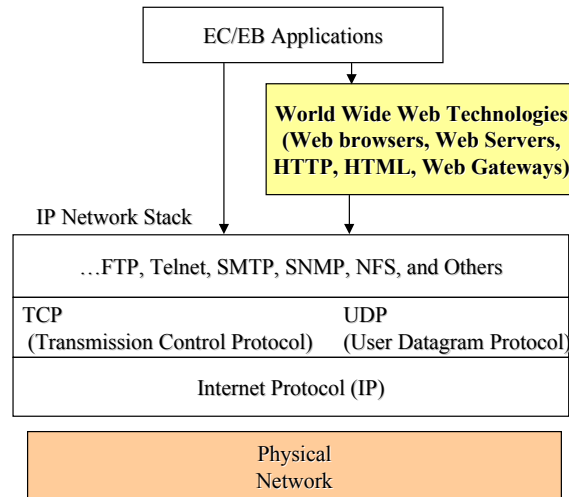 EC/EB Applications
World Wide Web Technologies
(Web browsers, Web Servers,
HTTP, HTML, Web Gateways)
IP Network Stack
…FTP, Telnet, SMTP, SNMP, NFS, and Others
TCP
(Transmission Control Protocol)
UDP
(User Datagram Protocol)
Internet Protocol (IP)
Physical
Network